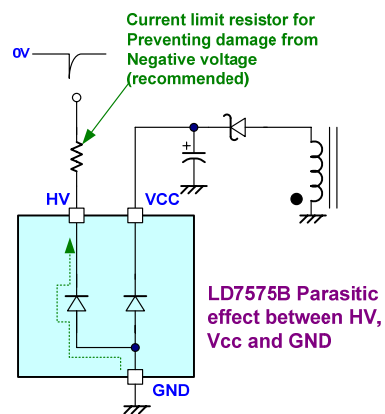 Current limit resistor for
Preventing damage from
Negative voltage
(recommended)
0V
+
HV
VCC
LD7575B Parasitic
effect between HV,
Vcc and GND
GND